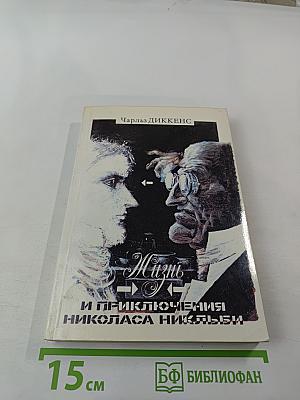 Чарльз ДИККЕНС
Жизнь
И ПРИКЛЮЧЕНИЯ
НИКОЛАСА НИКЛЬБИ
15 см
БФ БИБЛИОФАН